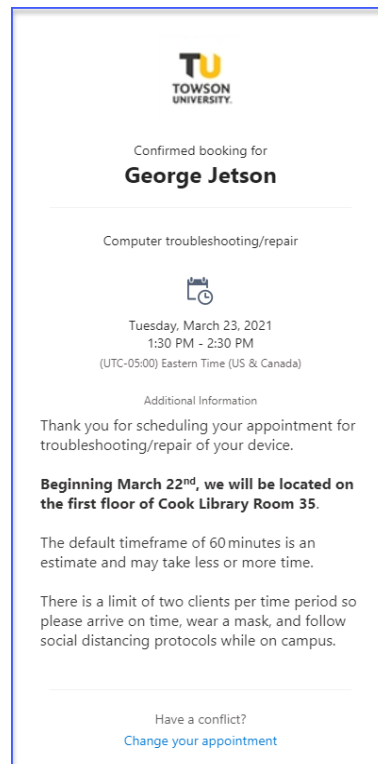 TU
TOWSON
UNIVERSITY.
Confirmed booking for
George Jetson
Computer troubleshooting/repair
Tuesday, March 23, 2021
1:30 PM - 2:30 PM
(UTC-05:00) Eastern Time (US & Canada)
Additional Information
Thank you for scheduling your appointment for
troubleshooting/repair of your device.
Beginning March 22nd, we will be located on
the first floor of Cook Library Room 35.
The default timeframe of 60 minutes is an
estimate and may take less or more time.
There is a limit of two clients per time period so
please arrive on time, wear a mask, and follow
social distancing protocols while on campus.
Have a conflict?
Change your appointment